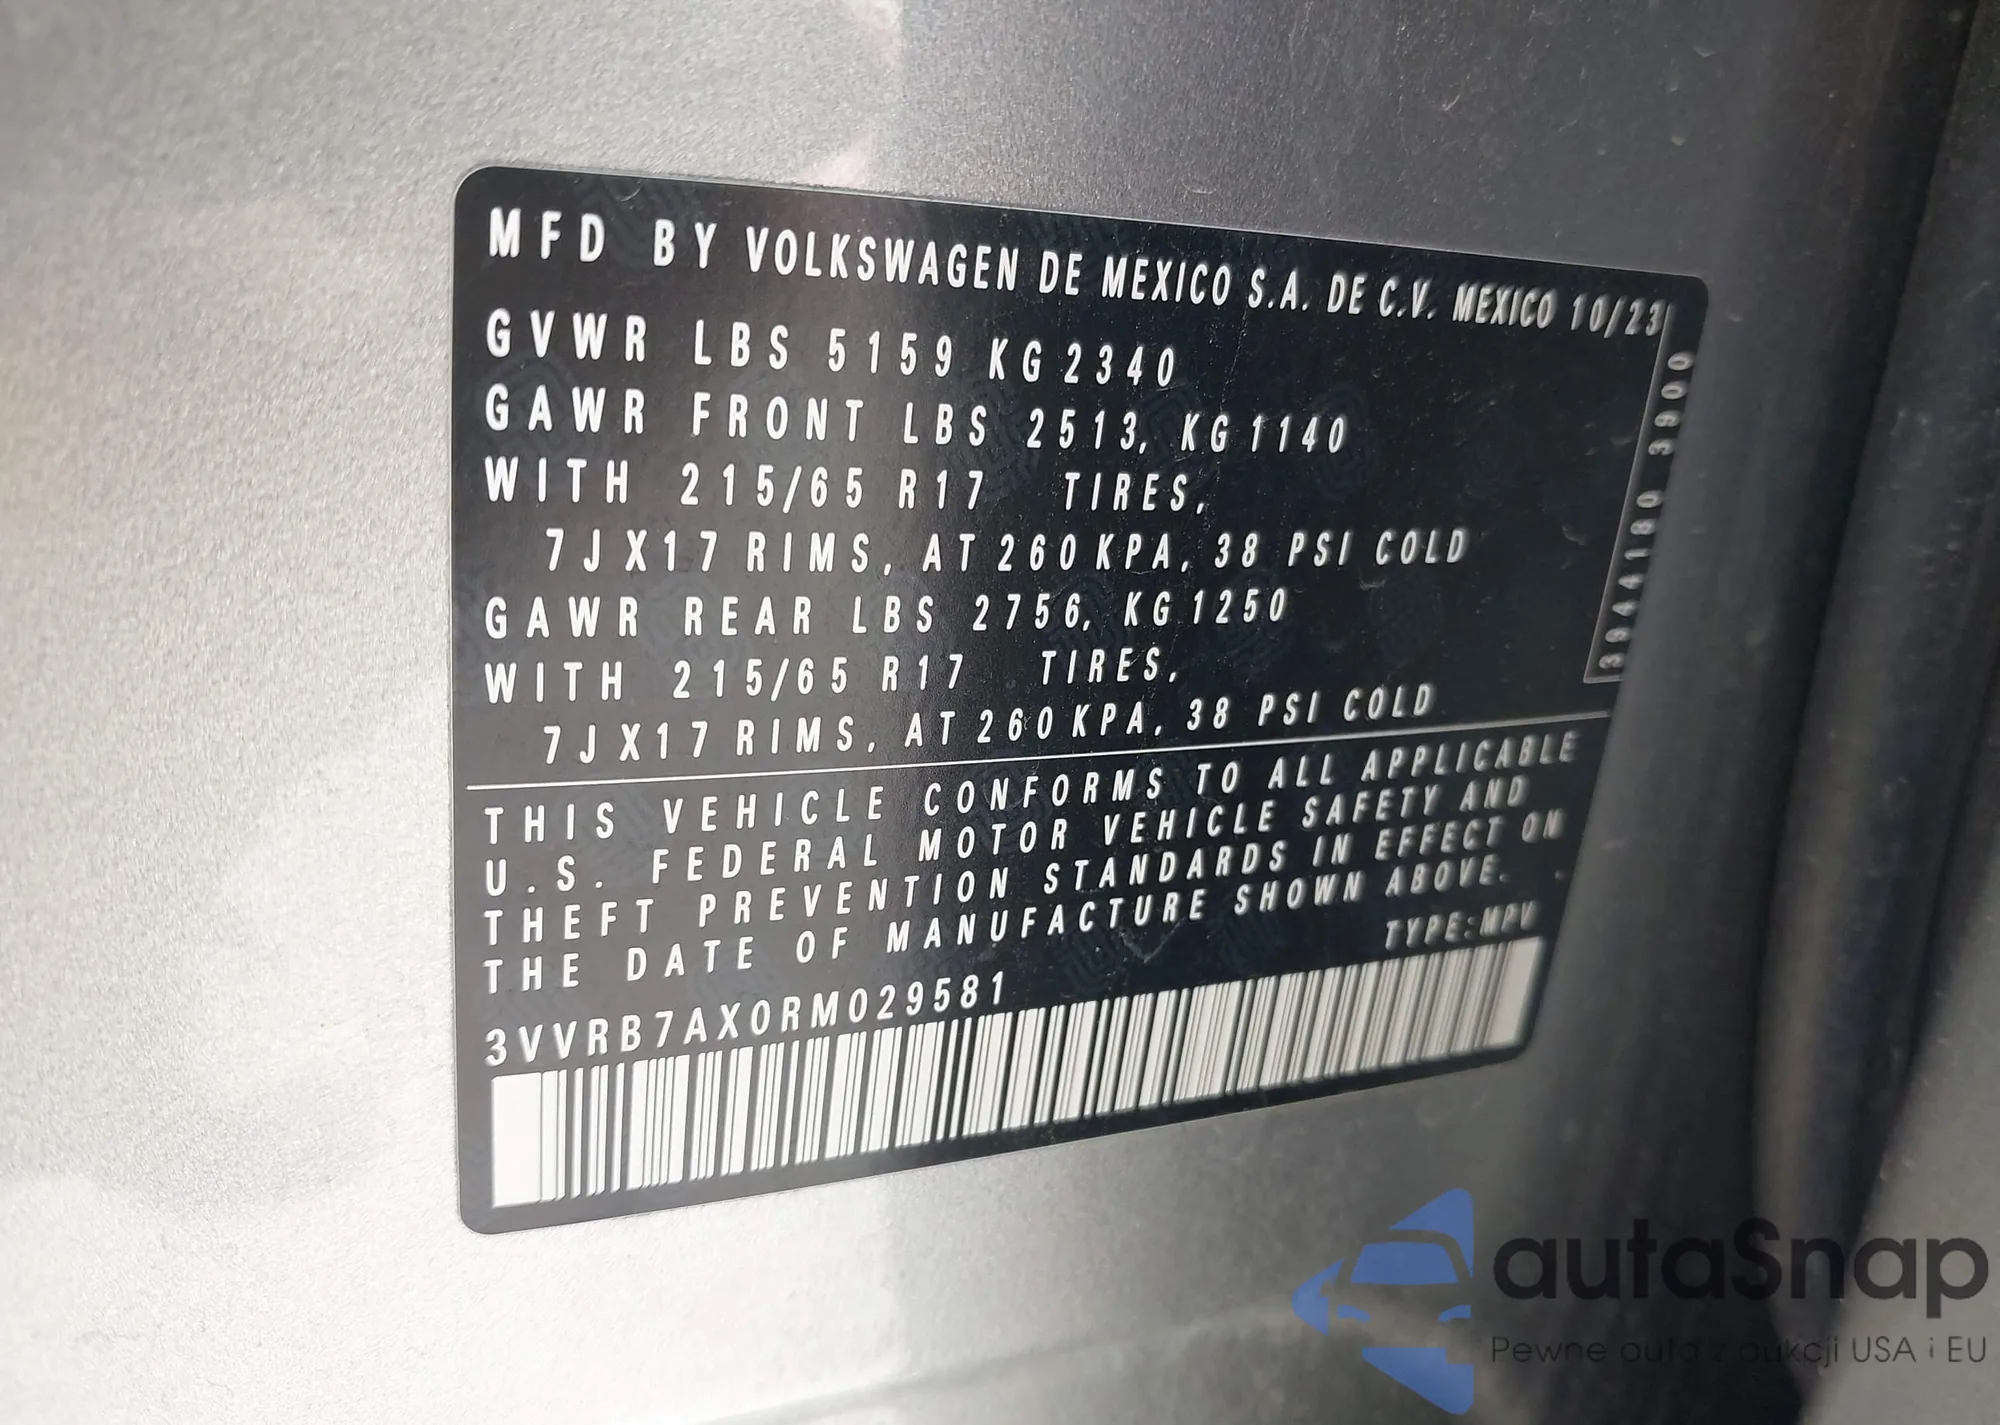 MFD BY VOLKSWAGEN DE MEXICO S.A. DE C.V. MEXICO 10/23
GVWR LBS 5159 KG 2340
GAWR FRONT LBS 2513, KG 1140
WITH 215/65 R17 TIRES,
7J X17 RIMS, AT 260 KPA, 38 PSI COLD
GAWR REAR LBS 2756, KG 1250
WITH 215/65 R17 TIRES,
7J X17 RIMS, AT 260 KPA, 38 PSI COLD
3944180 3900
THIS VEHICLE CONFORMS TO ALL APPLICABLE
U.S. FEDERAL MOTOR VEHICLE SAFETY AND
THEFT PREVENTION STANDARDS IN EFFECT ON
THE DATE OF MANUFACTURE SHOWN ABOVE.
TYPE:MPV
3VVRB7AX0RM029581
autaSnap
Pewne auta z aukcji USA i EU